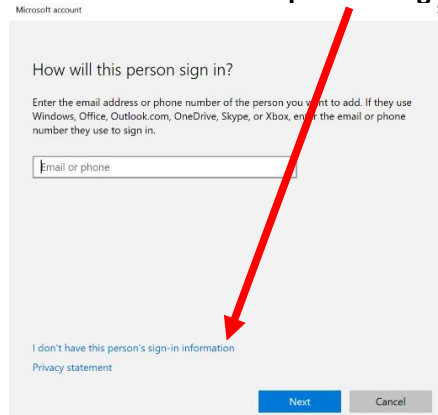 Microsoft account
How will this person sign in?
Enter the email address or phone number of the person you want to add. If they use
Windows, Office, Outlook.com, OneDrive, Skype, or Xbox, enter the email or phone
number they use to sign in.
Email or phone
I don't have this person's sign-in information
Privacy statement
Next Cancel